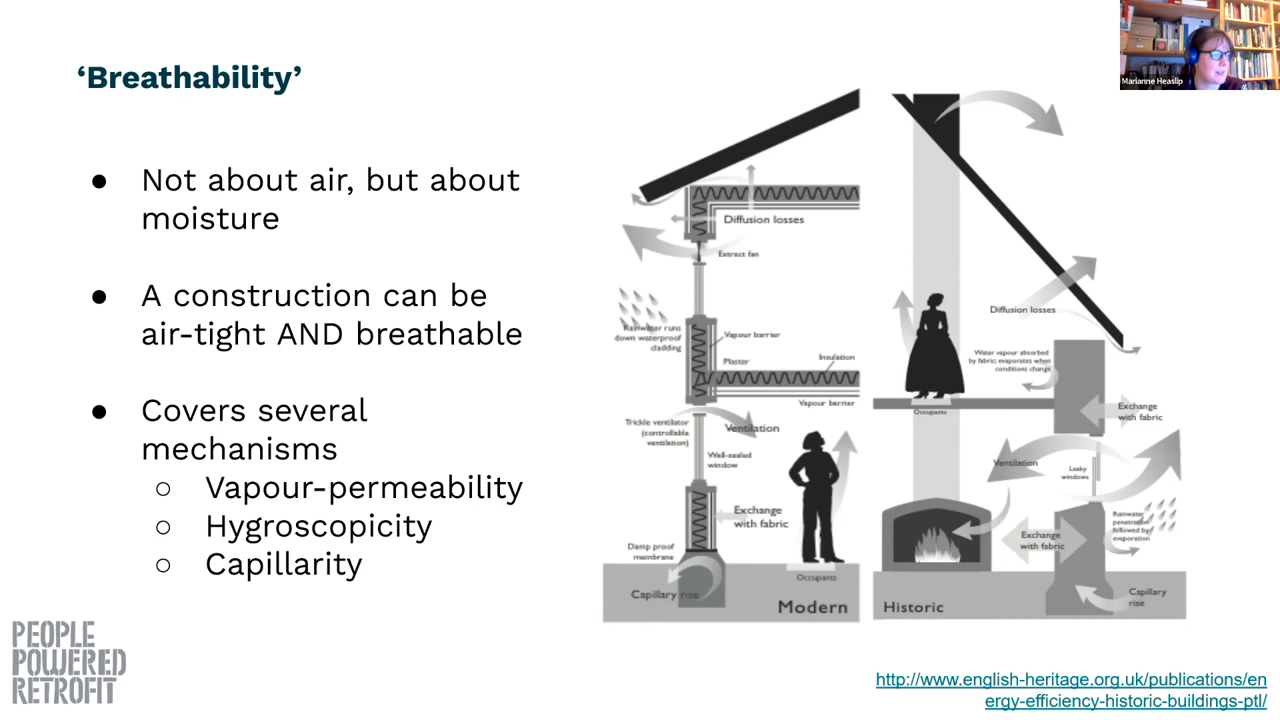 ‘Breathability’
● Not about air, but about
moisture
● A construction can be
air-tight AND breathable
● Covers several
mechanisms
○ Vapour-permeability
○ Hygroscopicity
○ Capillarity
PEOPLE
POWERED
RETROFIT
Diffusion losses
Extract fan
Rainwater runs
down waterproof
cladding
Vapour barrier
Plaster
Insulation
Vapour barrier
Trickle ventilator
(controllable
ventilation)
Ventilation
Well-sealed
window
Exchange
with fabric
Damp proof
membrane
Capillary rise
Occupants
Modern
Diffusion losses
Water vapour absorbed
by fabric evaporates when
conditions change
Occupants
Exchange
with fabric
Ventilation
Leaky
windows
Rainwater
penetration
followed by
evaporation
Exchange
with fabric
Capillary
rise
Historic
http://www.english-heritage.org.uk/publications/en
ergy-efficiency-historic-buildings-ptl/
Marianne Heaslip